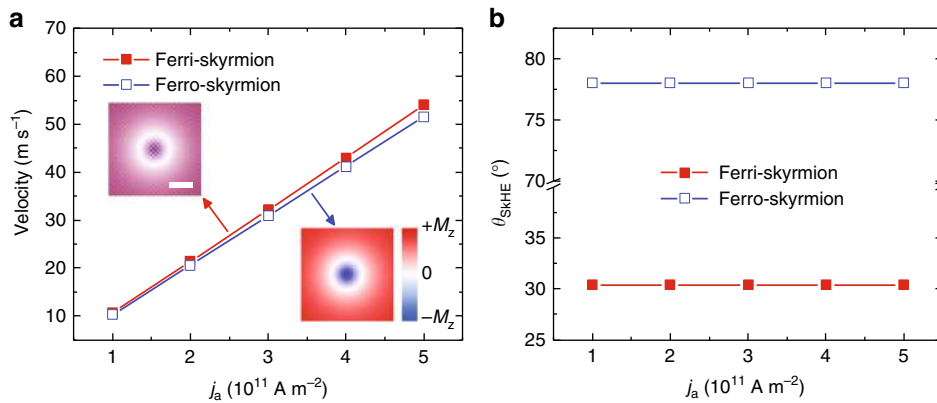 a
70
60
50
40
30
20
10
Velocity (m s⁻¹)
Ferri-skyrmion
Ferro-skyrmion
+Mz
0
−Mz
1 2 3 4 5
jₐ (10¹¹ A m⁻²)
b
80
75
70
35
30
25
θSkHE (°)
Ferri-skyrmion
Ferro-skyrmion
1 2 3 4 5
jₐ (10¹¹ A m⁻²)